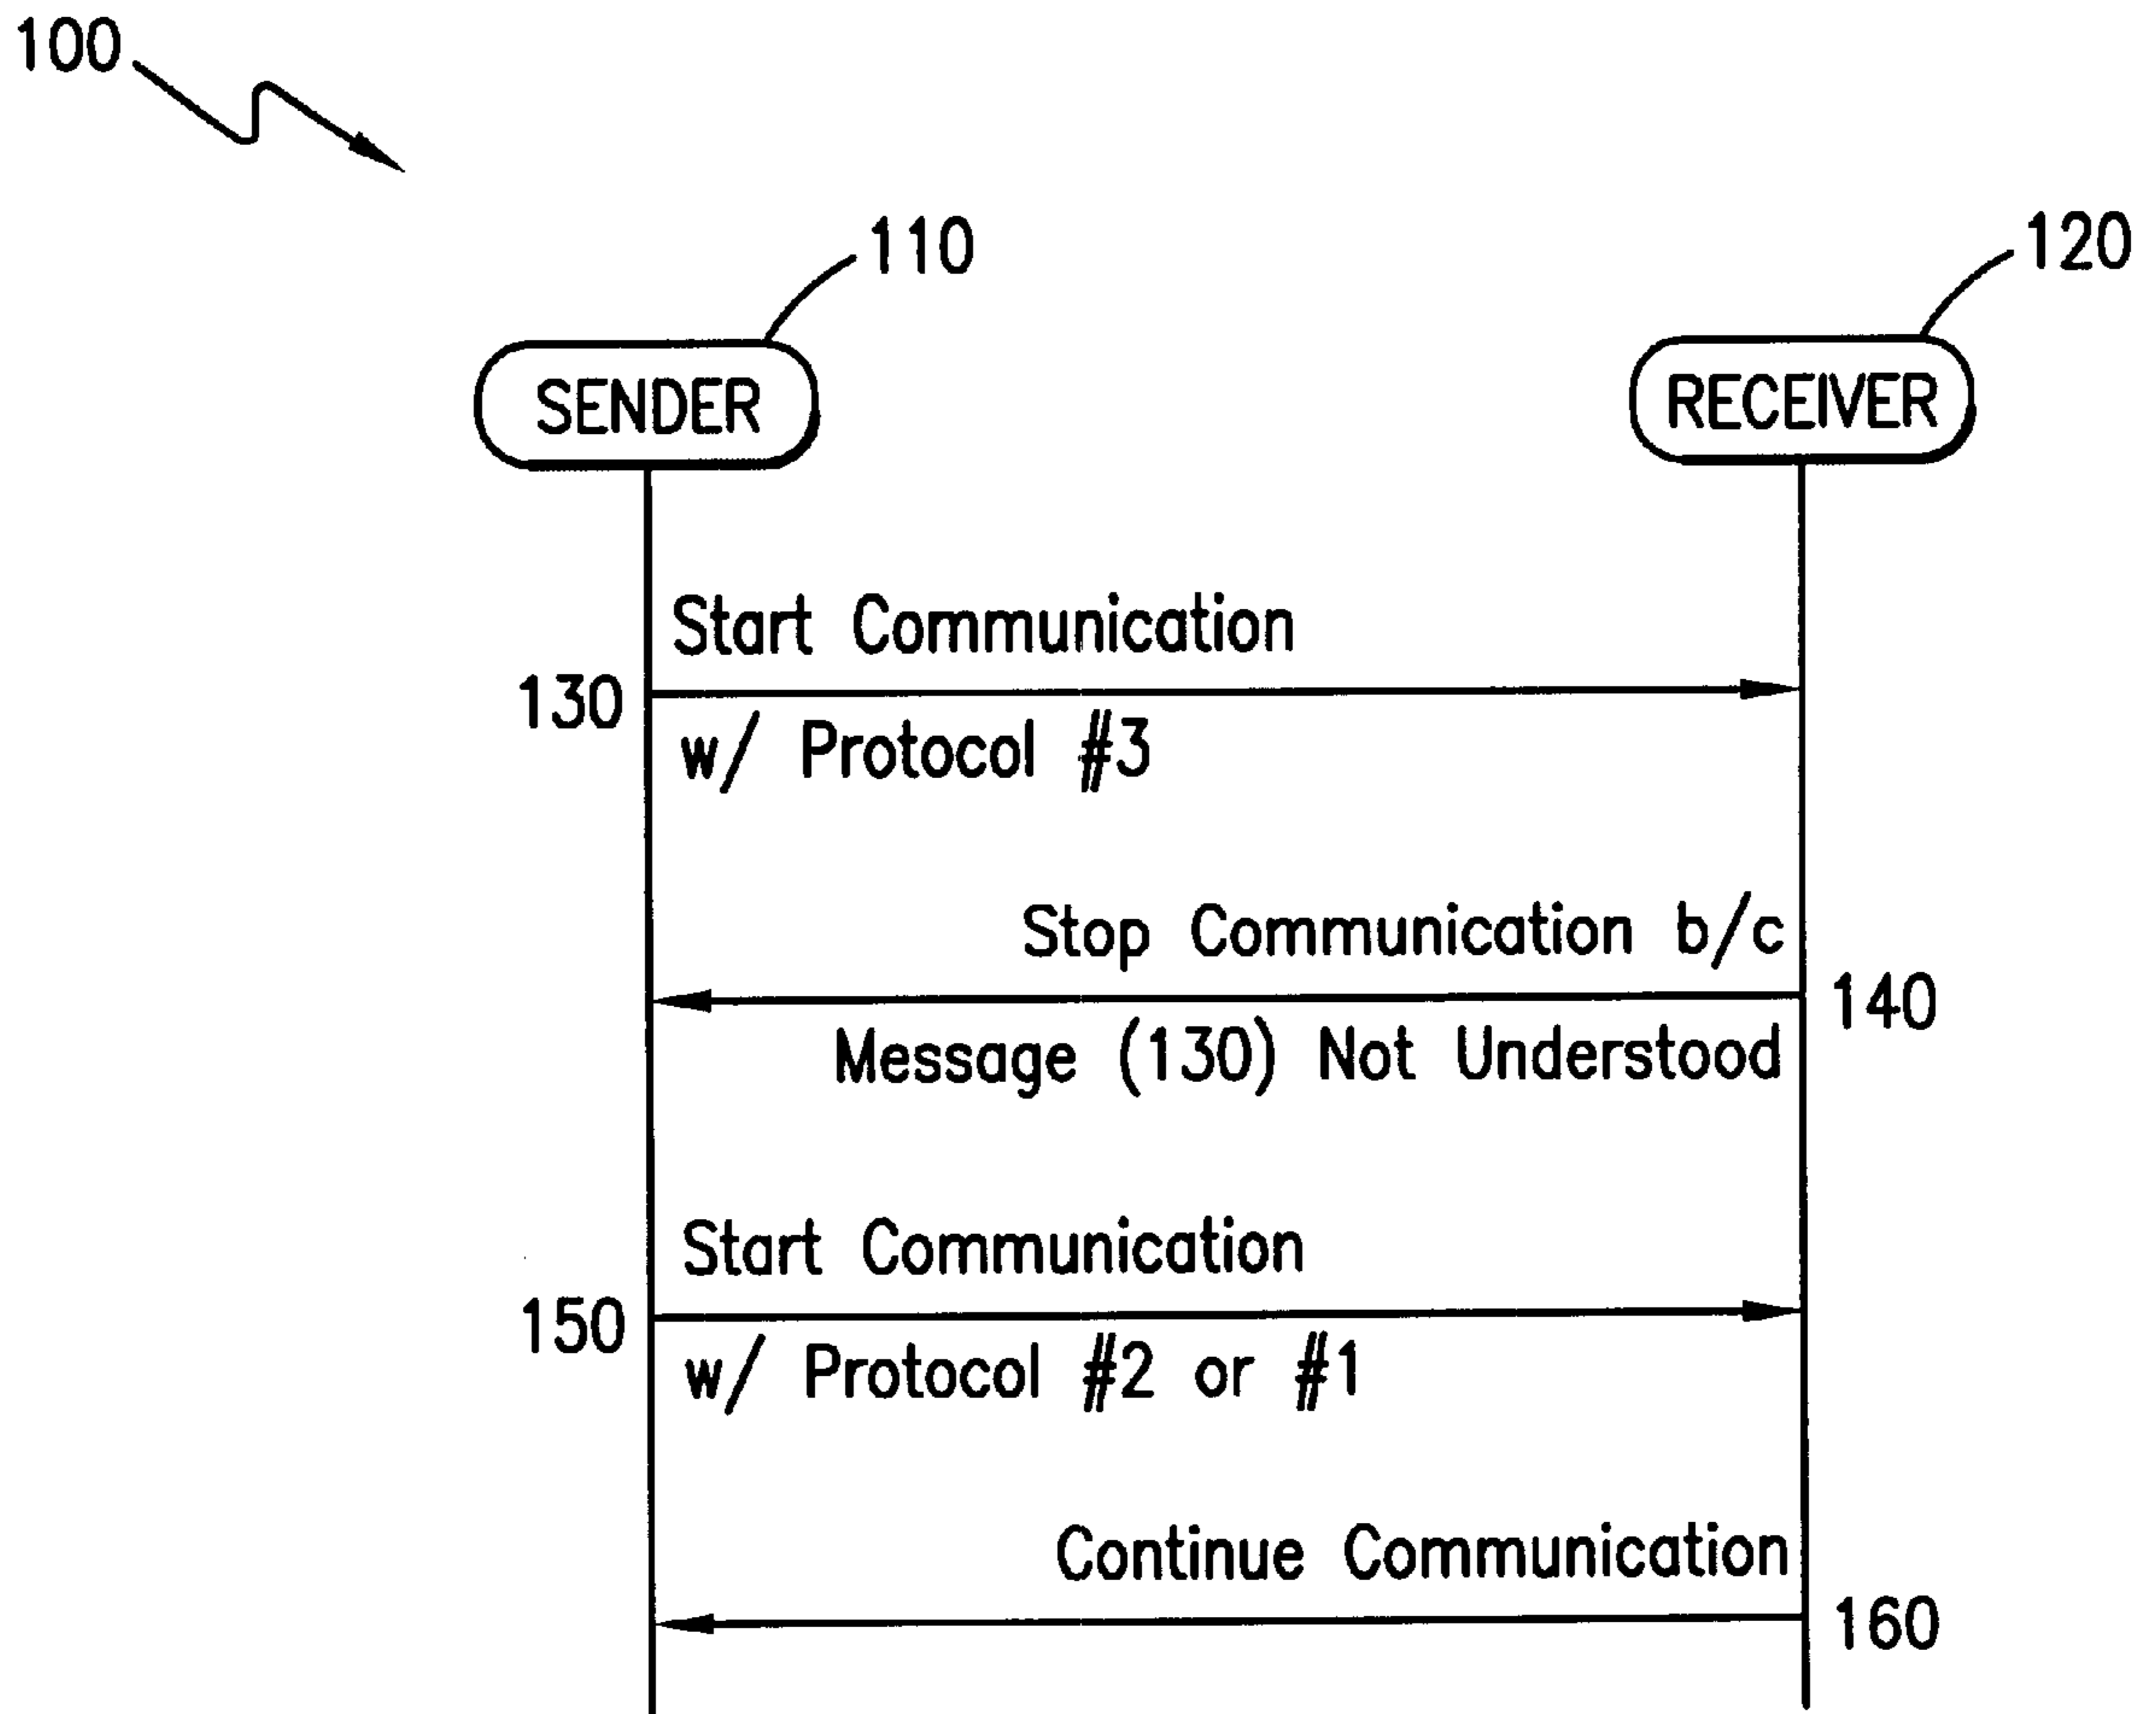 100
110
120
SENDER
RECEIVER
Start Communication
130
w/ Protocol #3
Stop Communication b/c
140
Message (130) Not Understood
Start Communication
150
w/ Protocol #2 or #1
Continue Communication
160